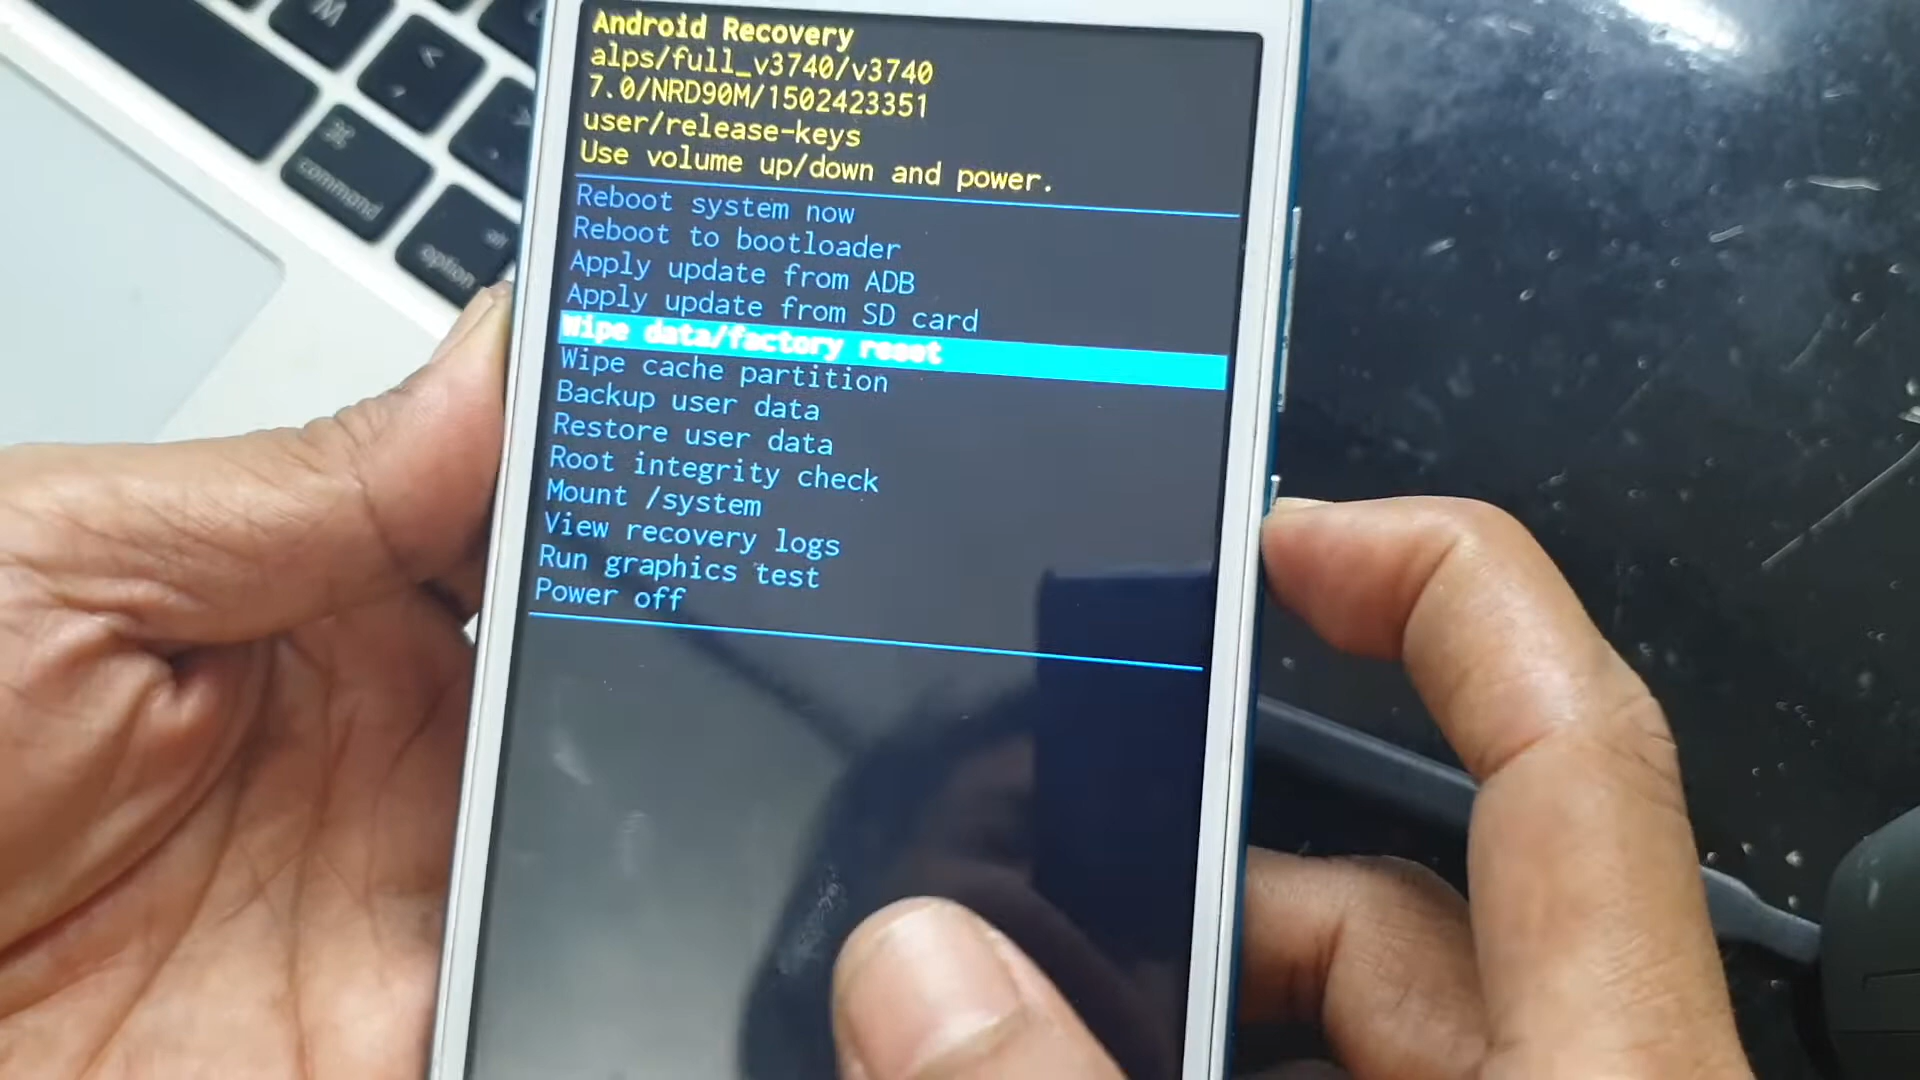 M
<
,
>
⌘
command
alt
option
Android Recovery
alps/full_v3740/v3740
7.0/NRD90M/1502423351
user/release-keys
Use volume up/down and power.
Reboot system now
Reboot to bootloader
Apply update from ADB
Apply update from SD card
Wipe data/factory reset
Wipe cache partition
Backup user data
Restore user data
Root integrity check
Mount /system
View recovery logs
Run graphics test
Power off